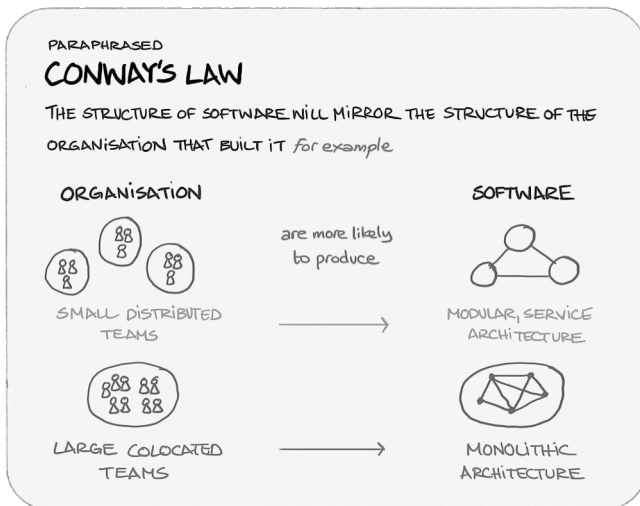 PARAPHRASED
CONWAY'S LAW
THE STRUCTURE OF SOFTWARE WILL MIRROR THE STRUCTURE OF THE
ORGANISATION THAT BUILT IT for example
ORGANISATION
SOFTWARE
are more likely
to produce
SMALL DISTRIBUTED
TEAMS
MODULAR, SERVICE
ARCHITECTURE
LARGE COLOCATED
TEAMS
MONOLITHIC
ARCHITECTURE